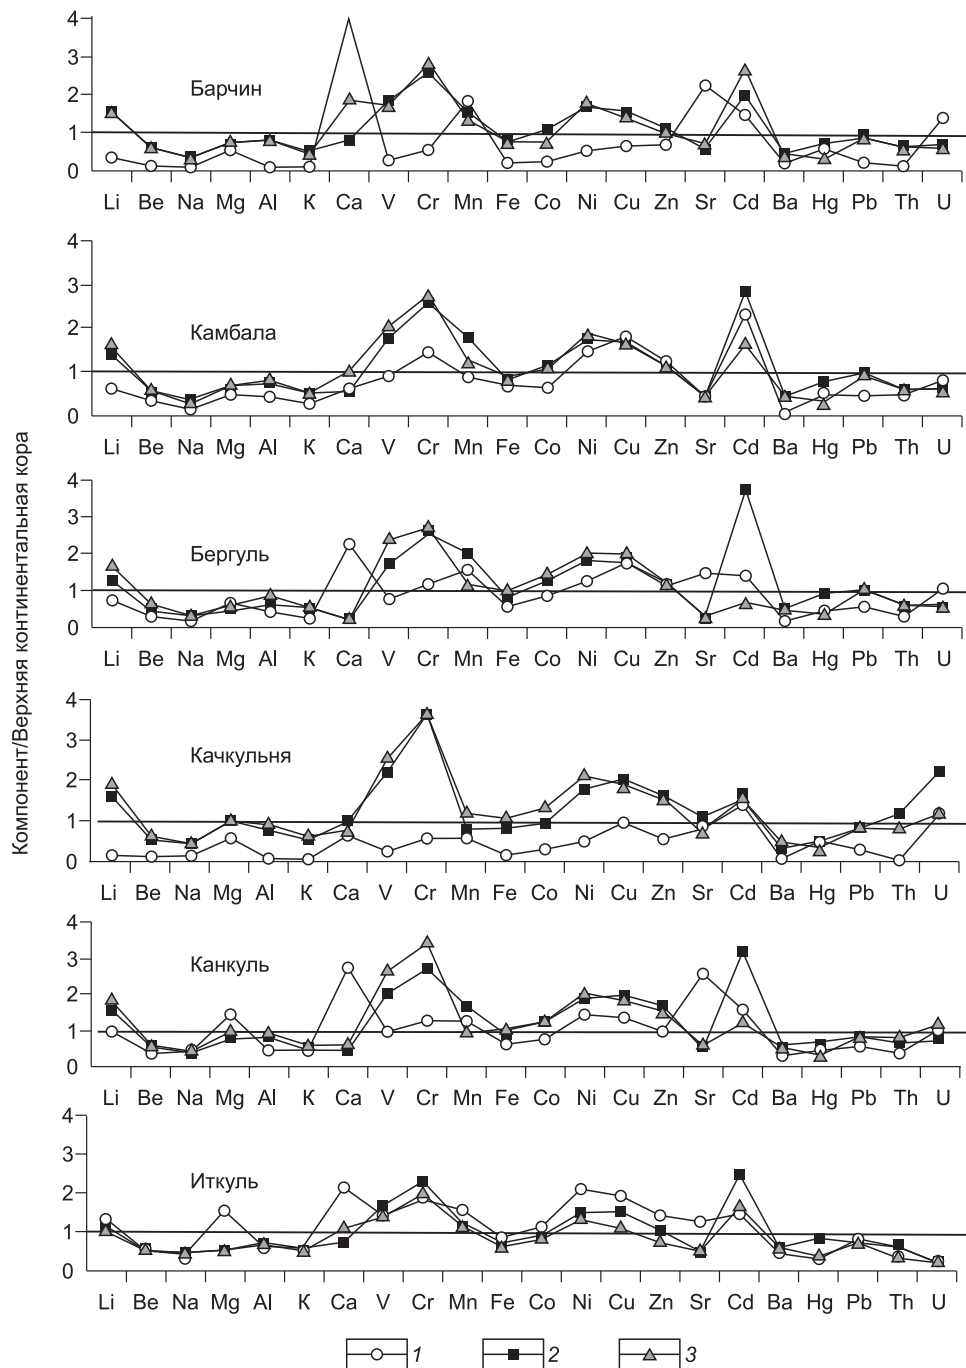 Компонент/Верхняя континентальная кора
4
3
2
1
0
Барчин
Li Be Na Mg Al К Ca V Cr Mn Fe Co Ni Cu Zn Sr Cd Ba Hg Pb Th U
4
3
2
1
0
Камбала
Li Be Na Mg Al К Ca V Cr Mn Fe Co Ni Cu Zn Sr Cd Ba Hg Pb Th U
4
3
2
1
0
Бергуль
Li Be Na Mg Al К Ca V Cr Mn Fe Co Ni Cu Zn Sr Cd Ba Hg Pb Th U
4
3
2
1
0
Качкульня
Li Be Na Mg Al К Ca V Cr Mn Fe Co Ni Cu Zn Sr Cd Ba Hg Pb Th U
4
3
2
1
0
Канкуль
Li Be Na Mg Al К Ca V Cr Mn Fe Co Ni Cu Zn Sr Cd Ba Hg Pb Th U
4
3
2
1
0
Иткуль
Li Be Na Mg Al К Ca V Cr Mn Fe Co Ni Cu Zn Sr Cd Ba Hg Pb Th U
1 2 3